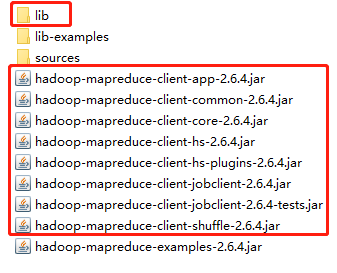 lib
lib-examples
sources
hadoop-mapreduce-client-app-2.6.4.jar
hadoop-mapreduce-client-common-2.6.4.jar
hadoop-mapreduce-client-core-2.6.4.jar
hadoop-mapreduce-client-hs-2.6.4.jar
hadoop-mapreduce-client-hs-plugins-2.6.4.jar
hadoop-mapreduce-client-jobclient-2.6.4.jar
hadoop-mapreduce-client-jobclient-2.6.4-tests.jar
hadoop-mapreduce-client-shuffle-2.6.4.jar
hadoop-mapreduce-examples-2.6.4.jar